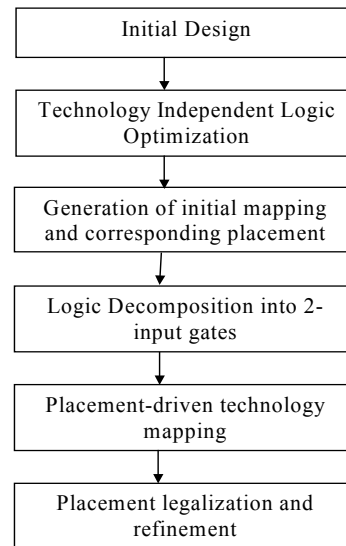 Initial Design
Technology Independent Logic
Optimization
Generation of initial mapping
and corresponding placement
Logic Decomposition into 2-
input gates
Placement-driven technology
mapping
Placement legalization and
refinement